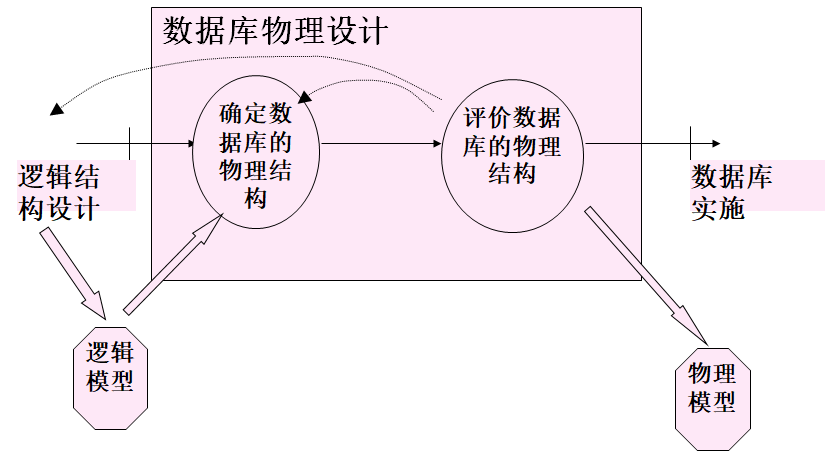 数据库物理设计
确定数
据库的
物理结
构
评价数据
库的物理
结构
逻辑结
构设计
数据库
实施
逻辑
模型
物理
模型